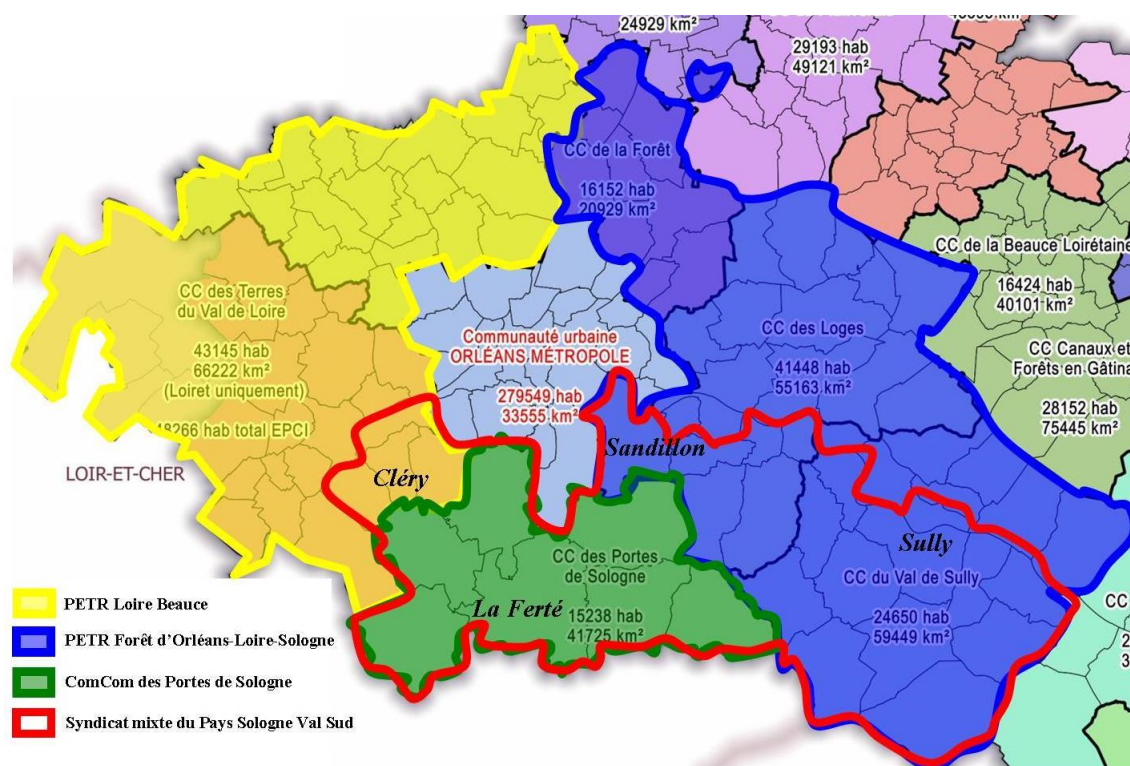 24929 km²
29193 hab
49121 km²
CC de la Forêt
16152 hab
20929 km²
CC de la Beauce Loirétaine
16424 hab
40101 km²
CC des Terres
du Val de Loire
43145 hab
66222 km²
(Loiret uniquement)
48266 hab total EPCI
Communauté urbaine
ORLÉANS MÉTROPOLE
279549 hab
33555 km²
CC des Loges
41448 hab
55163 km²
CC Canaux et
Forêts en Gâtina
28152 hab
75445 km²
LOIR-ET-CHER
Cléry
Sandillon
Sully
CC des Portes
de Sologne
La Ferté
15238 hab
41725 km²
CC du Val de Sully
24650 hab
59449 km²
CC
2
3
PETR Loire Beauce
PETR Forêt d'Orléans-Loire-Sologne
ComCom des Portes de Sologne
Syndicat mixte du Pays Sologne Val Sud